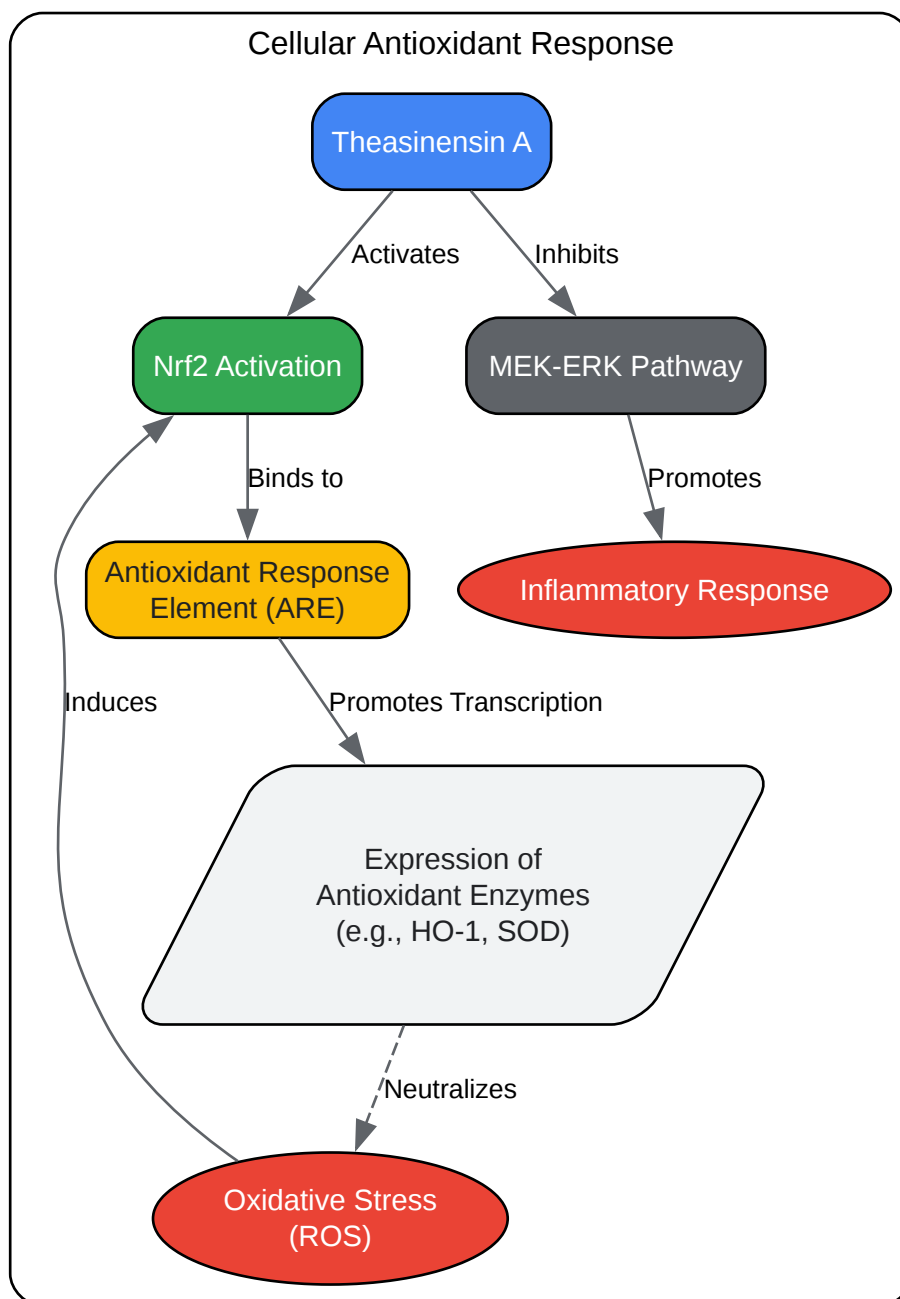 Cellular Antioxidant Response
Theasinensin A
Activates
Inhibits
Nrf2 Activation
MEK-ERK Pathway
Binds to
Promotes
Antioxidant Response
Element (ARE)
Inflammatory Response
Induces
Promotes Transcription
Expression of
Antioxidant Enzymes
(e.g., HO-1, SOD)
Neutralizes
Oxidative Stress
(ROS)